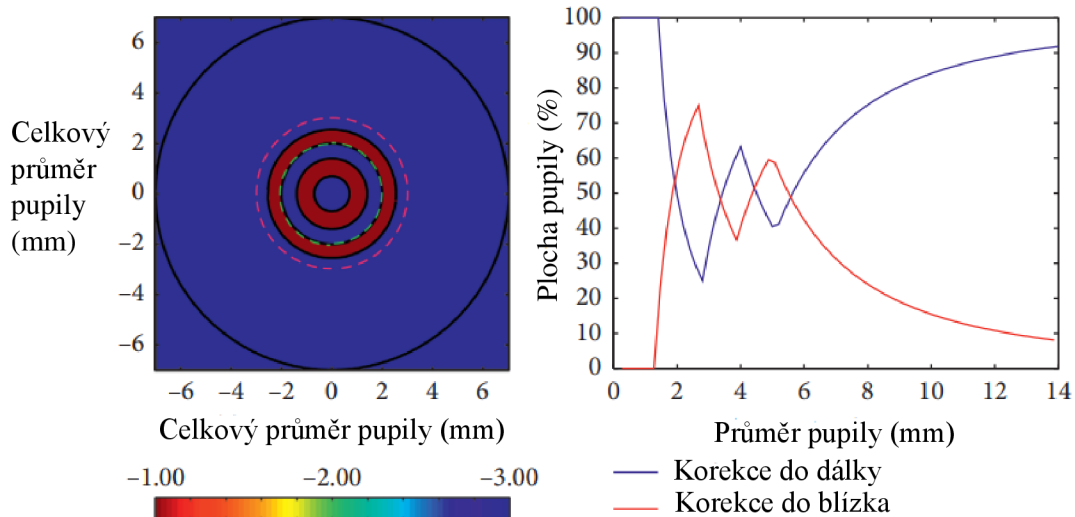 Celkový
průměr
pupily
(mm)
6
4
2
0
−2
−4
−6
−6 −4 −2 0 2 4 6
Celkový průměr pupily (mm)
−1.00 −2.00 −3.00
Plocha pupily (%)
100
90
80
70
60
50
40
30
20
10
0
0 2 4 6 8 10 12 14
Průměr pupily (mm)
Korekce do dálky
Korekce do blízka